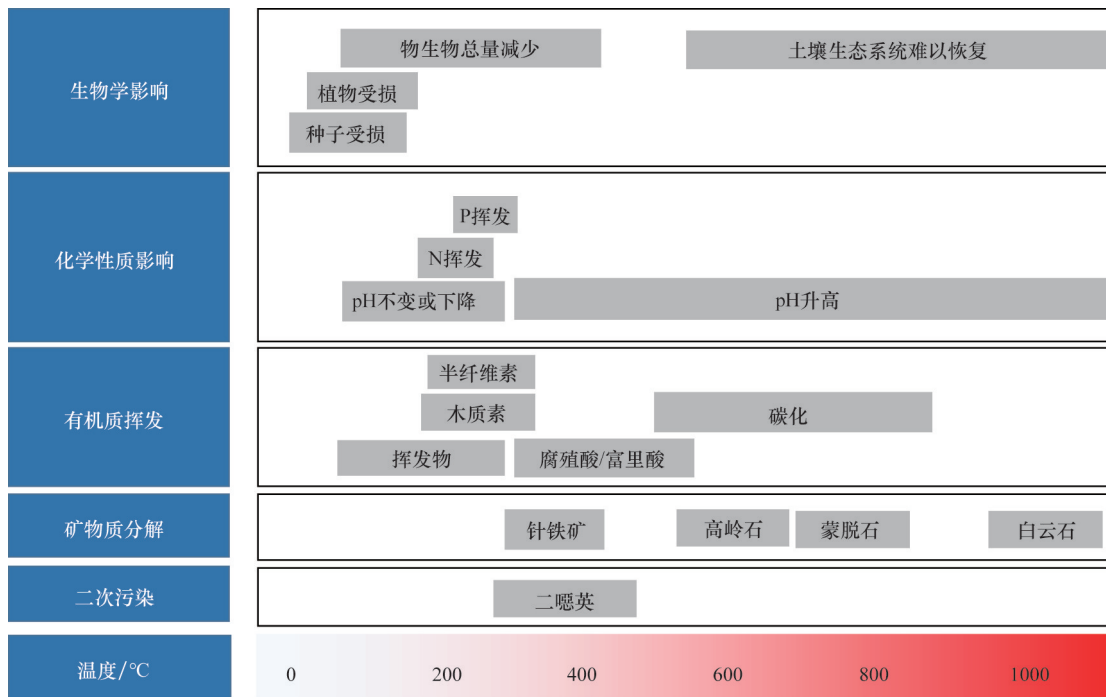 生物学影响
物生物总量减少
土壤生态系统难以恢复
植物受损
种子受损
化学性质影响
P挥发
N挥发
pH不变或下降
pH升高
有机质挥发
半纤维素
木质素
碳化
挥发物
腐殖酸/富里酸
矿物质分解
针铁矿
高岭石
蒙脱石
白云石
二次污染
二噁英
温度/℃
0 200 400 600 800 1000